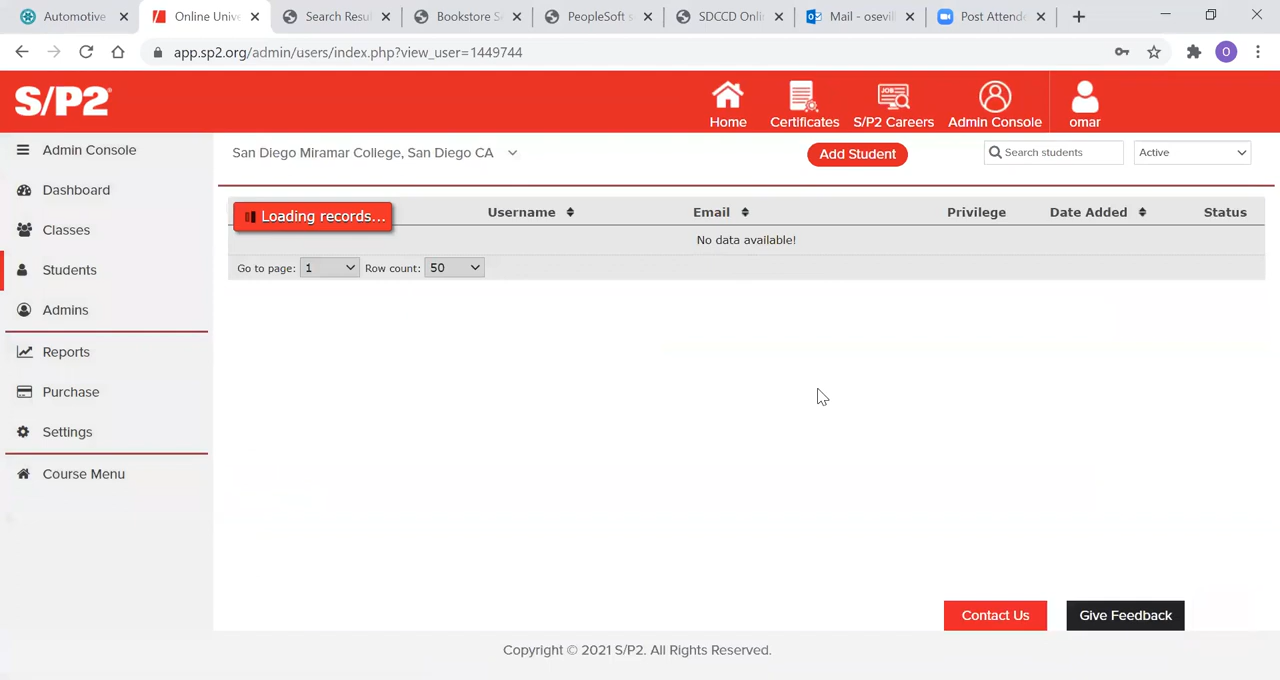 Automotive
Online Unive
Search Resul
Bookstore S
PeopleSoft s
SDCCD Onli
Mail - osevill
Post Attende
app.sp2.org/admin/users/index.php?view_user=1449744
O
S/P2®
Home
Certificates
S/P2 Careers
Admin Console
omar
Admin Console
Dashboard
Classes
Students
Admins
Reports
Purchase
Settings
Course Menu
San Diego Miramar College, San Diego CA
Add Student
Search students
Active
Loading records...
Username
Email
Privilege
Date Added
Status
No data available!
Go to page: 1 Row count: 50
Contact Us
Give Feedback
Copyright © 2021 S/P2. All Rights Reserved.